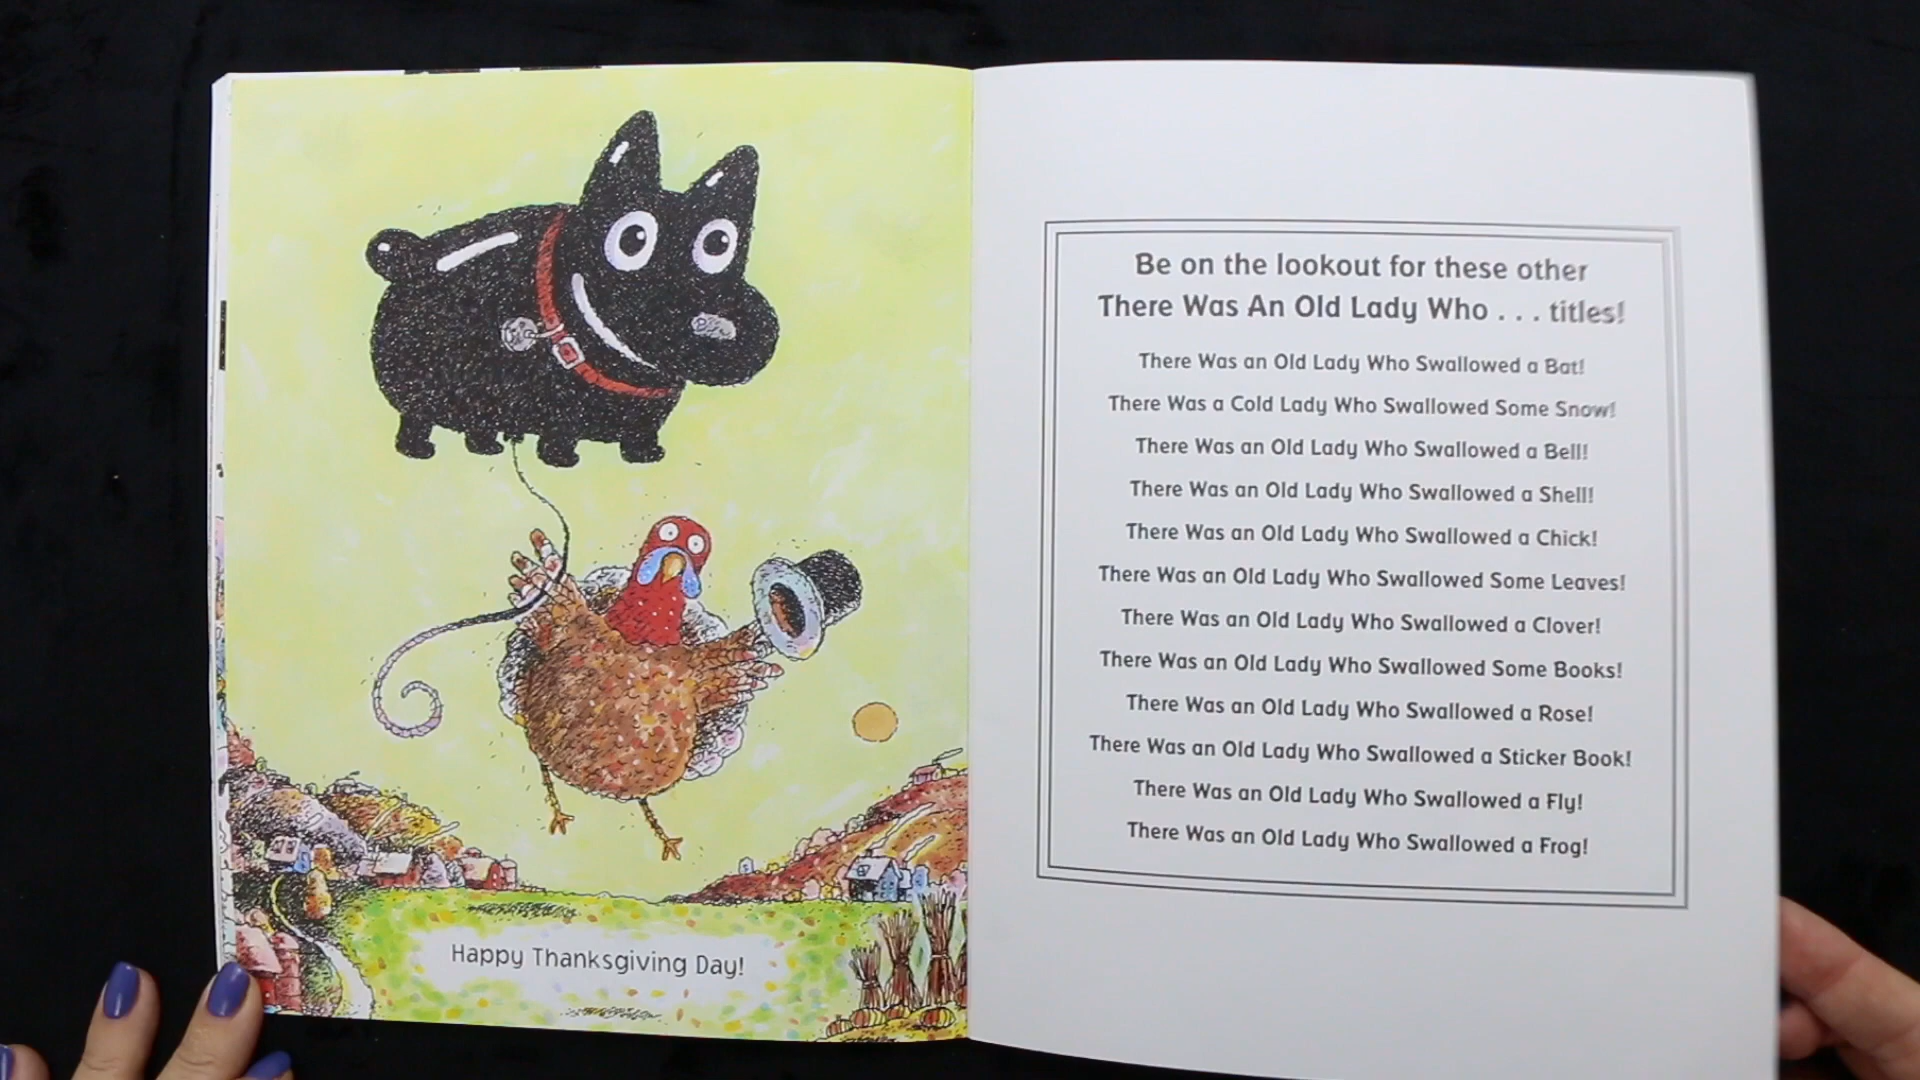 Happy Thanksgiving Day!
Be on the lookout for these other
There Was An Old Lady Who . . . titles!
There Was an Old Lady Who Swallowed a Bat!
There Was a Cold Lady Who Swallowed Some Snow!
There Was an Old Lady Who Swallowed a Bell!
There Was an Old Lady Who Swallowed a Shell!
There Was an Old Lady Who Swallowed a Chick!
There Was an Old Lady Who Swallowed Some Leaves!
There Was an Old Lady Who Swallowed a Clover!
There Was an Old Lady Who Swallowed Some Books!
There Was an Old Lady Who Swallowed a Rose!
There Was an Old Lady Who Swallowed a Sticker Book!
There Was an Old Lady Who Swallowed a Fly!
There Was an Old Lady Who Swallowed a Frog!